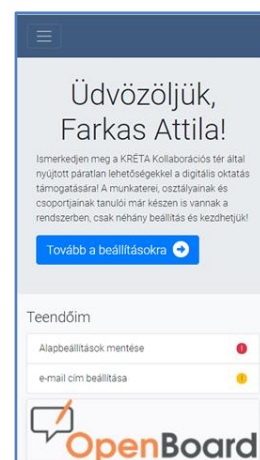 Üdvözöljük,
Farkas Attila!
Ismerkedjen meg a KRÉTA Kollaborációs tér által
nyújtott páratlan lehetőségekkel a digitális oktatás
támogatására! A munkaterei, osztályainak és
csoportjainak tanulói már készen is vannak a
rendszerben, csak néhány beállítás és kezdhetjük!
Tovább a beállításokra
Teendőim
Alapbeállítások mentése
e-mail cím beállítása
OpenBoard